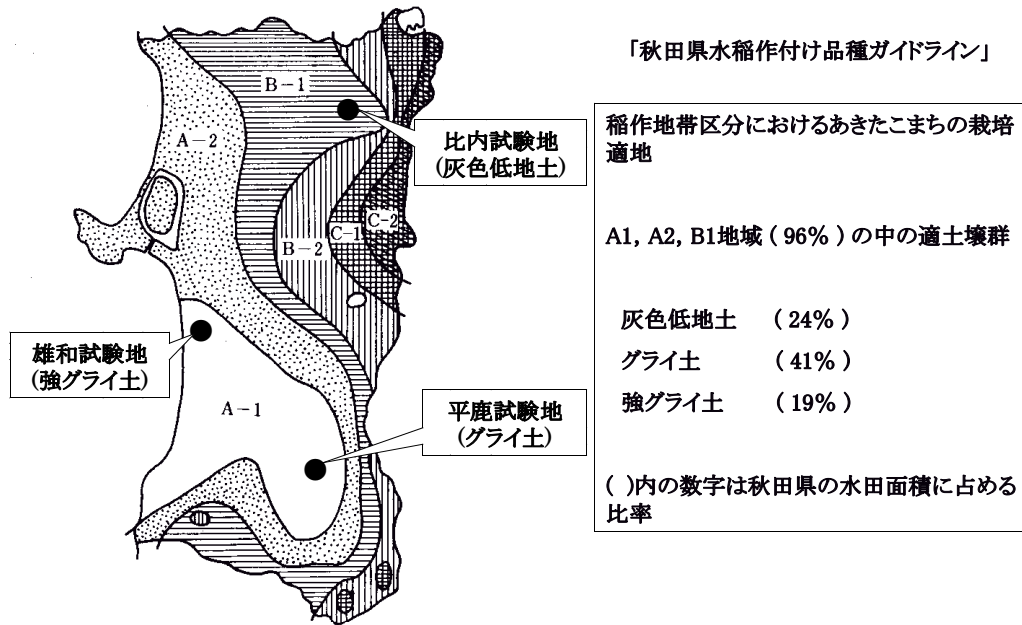 「秋田県水稲作付け品種ガイドライン」
B－1
A－2
比内試験地
(灰色低地土)
C－2
C－1
B－2
雄和試験地
(強グライ土)
A－1
平鹿試験地
(グライ土)
稲作地帯区分におけるあきたこまちの栽培
適地
A1, A2, B1地域 ( 96% ) の中の適土壌群
灰色低地土 ( 24% )
グライ土 ( 41% )
強グライ土 ( 19% )
( )内の数字は秋田県の水田面積に占める
比率